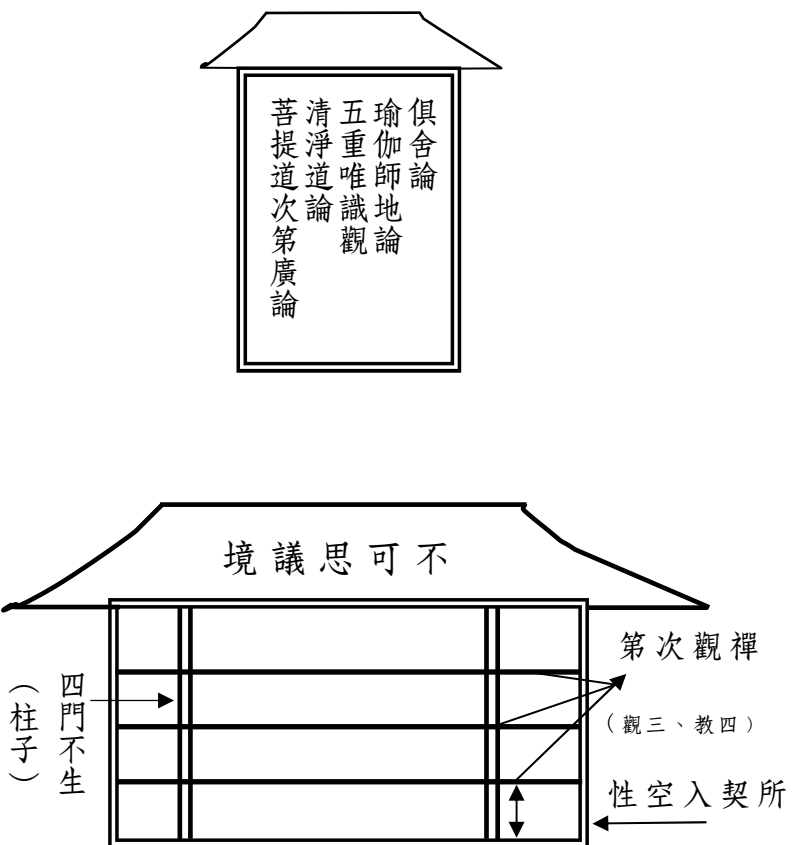 俱舍論
瑜伽師地論
五重唯識觀
清淨道論
菩提道次第廣論
不可思議境
禪觀次第
（四教、三觀）
所契入空性
四門不生
（柱子）